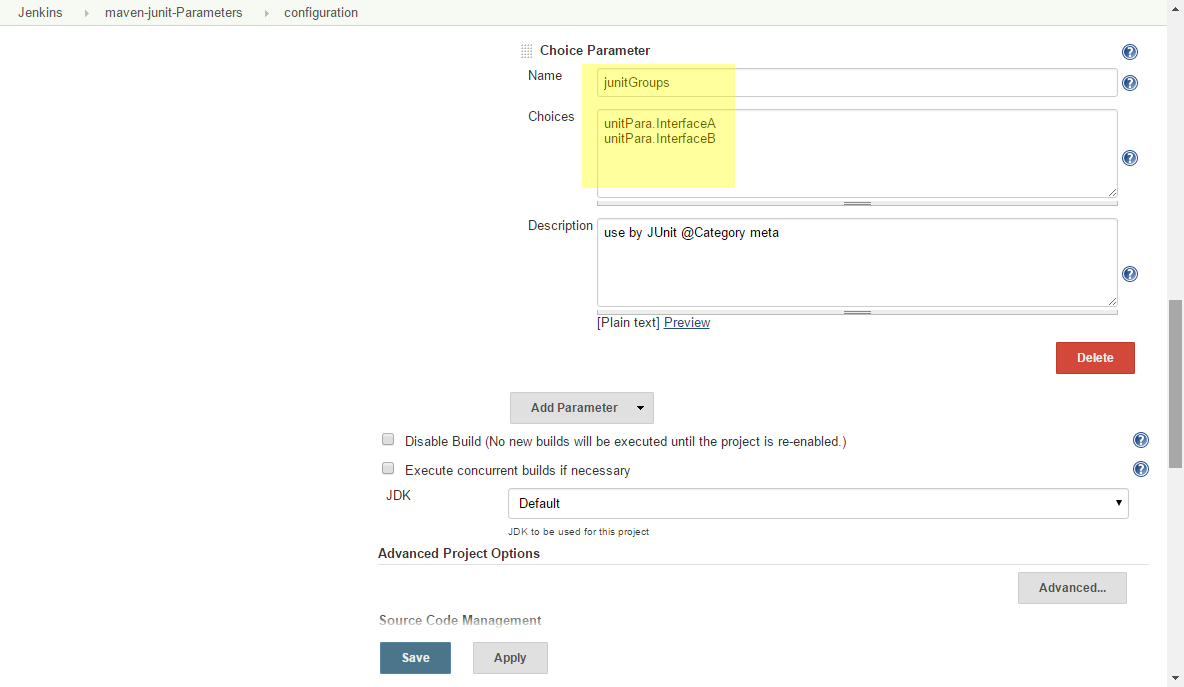 Jenkins maven-junit-Parameters configuration
Choice Parameter
Name
junitGroups
Choices
unitPara.InterfaceA
unitPara.InterfaceB
Description
use by JUnit @Category meta
[Plain text] Preview
Delete
Add Parameter
Disable Build (No new builds will be executed until the project is re-enabled.)
Execute concurrent builds if necessary
JDK
Default
JDK to be used for this project
Advanced Project Options
Advanced...
Source Code Management
Save Apply